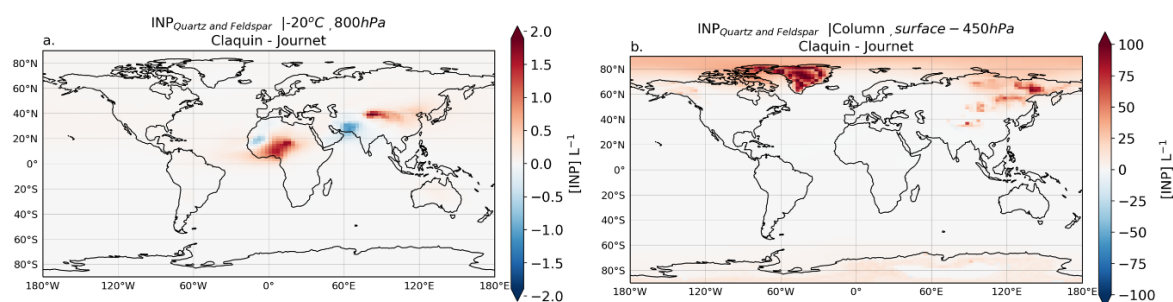 INP_{Quartz and Feldspar} |-20°C ,800hPa
a.
Claquin - Journet
80°N
60°N
40°N
20°N
0°
20°S
40°S
60°S
80°S
180°W
120°W
60°W
0°
60°E
120°E
180°E
2.0
1.5
1.0
0.5
0.0
−0.5
−1.0
−1.5
−2.0
[INP] L⁻¹
INP_{Quartz and Feldspar} |Column , surface − 450hPa
b.
Claquin - Journet
80°N
60°N
40°N
20°N
0°
20°S
40°S
60°S
80°S
180°W
120°W
60°W
0°
60°E
120°E
180°E
100
75
50
25
0
−25
−50
−75
−100
[INP] L⁻¹